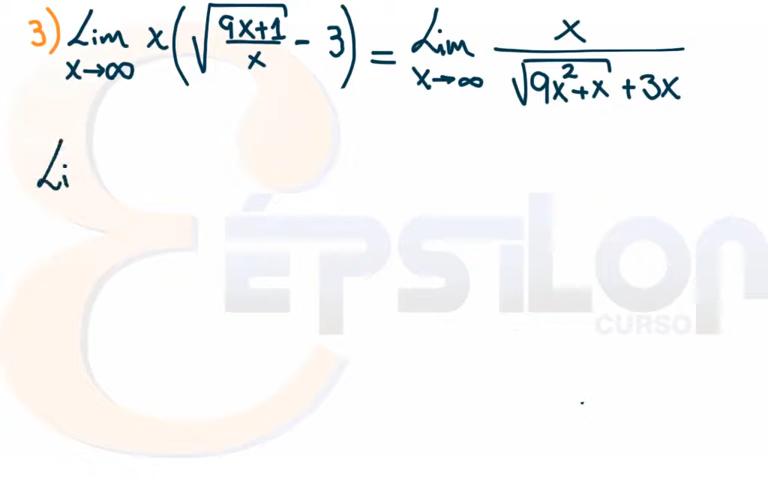 3) Lim x→∞ x(√((9x+1)/x) - 3) = Lim x→∞ x/(√(9x²+x) + 3x)
Li
ÉPSILON
CURSO